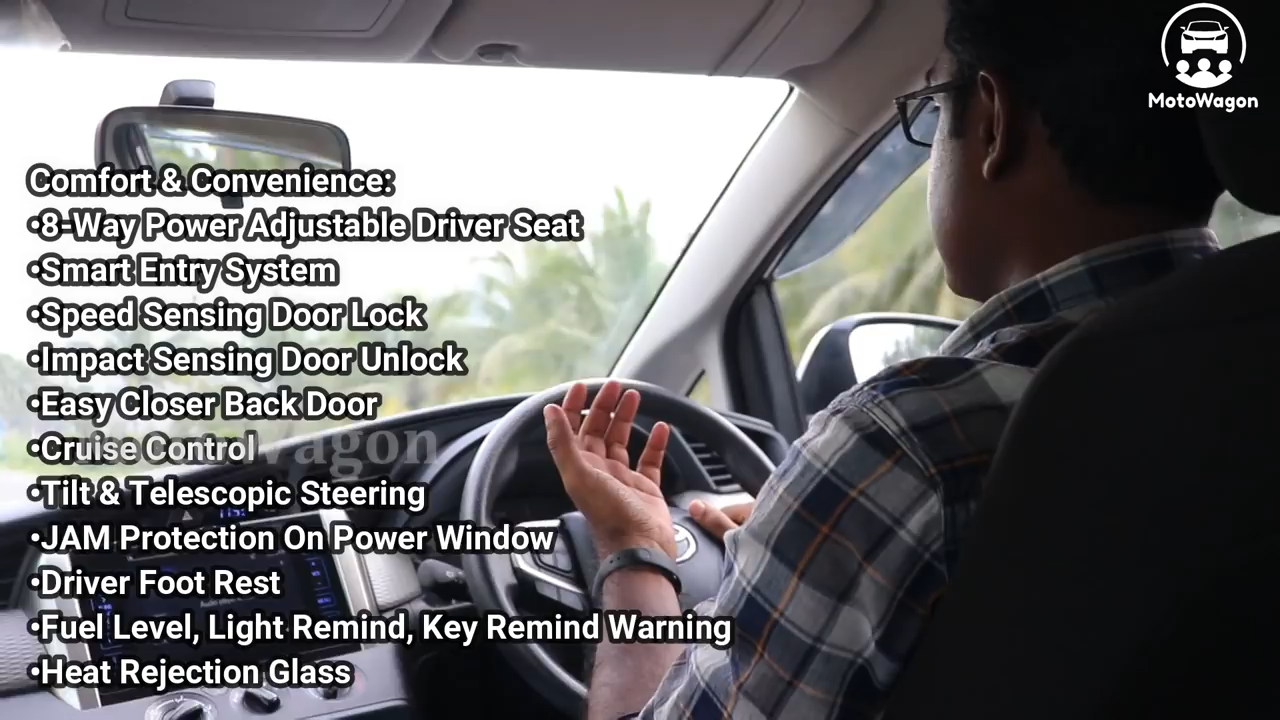 MotoWagon
Comfort & Convenience:
•8-Way Power Adjustable Driver Seat
•Smart Entry System
•Speed Sensing Door Lock
•Impact Sensing Door Unlock
•Easy Closer Back Door
•Cruise Control
•Tilt & Telescopic Steering
•JAM Protection On Power Window
•Driver Foot Rest
•Fuel Level, Light Remind, Key Remind Warning
•Heat Rejection Glass